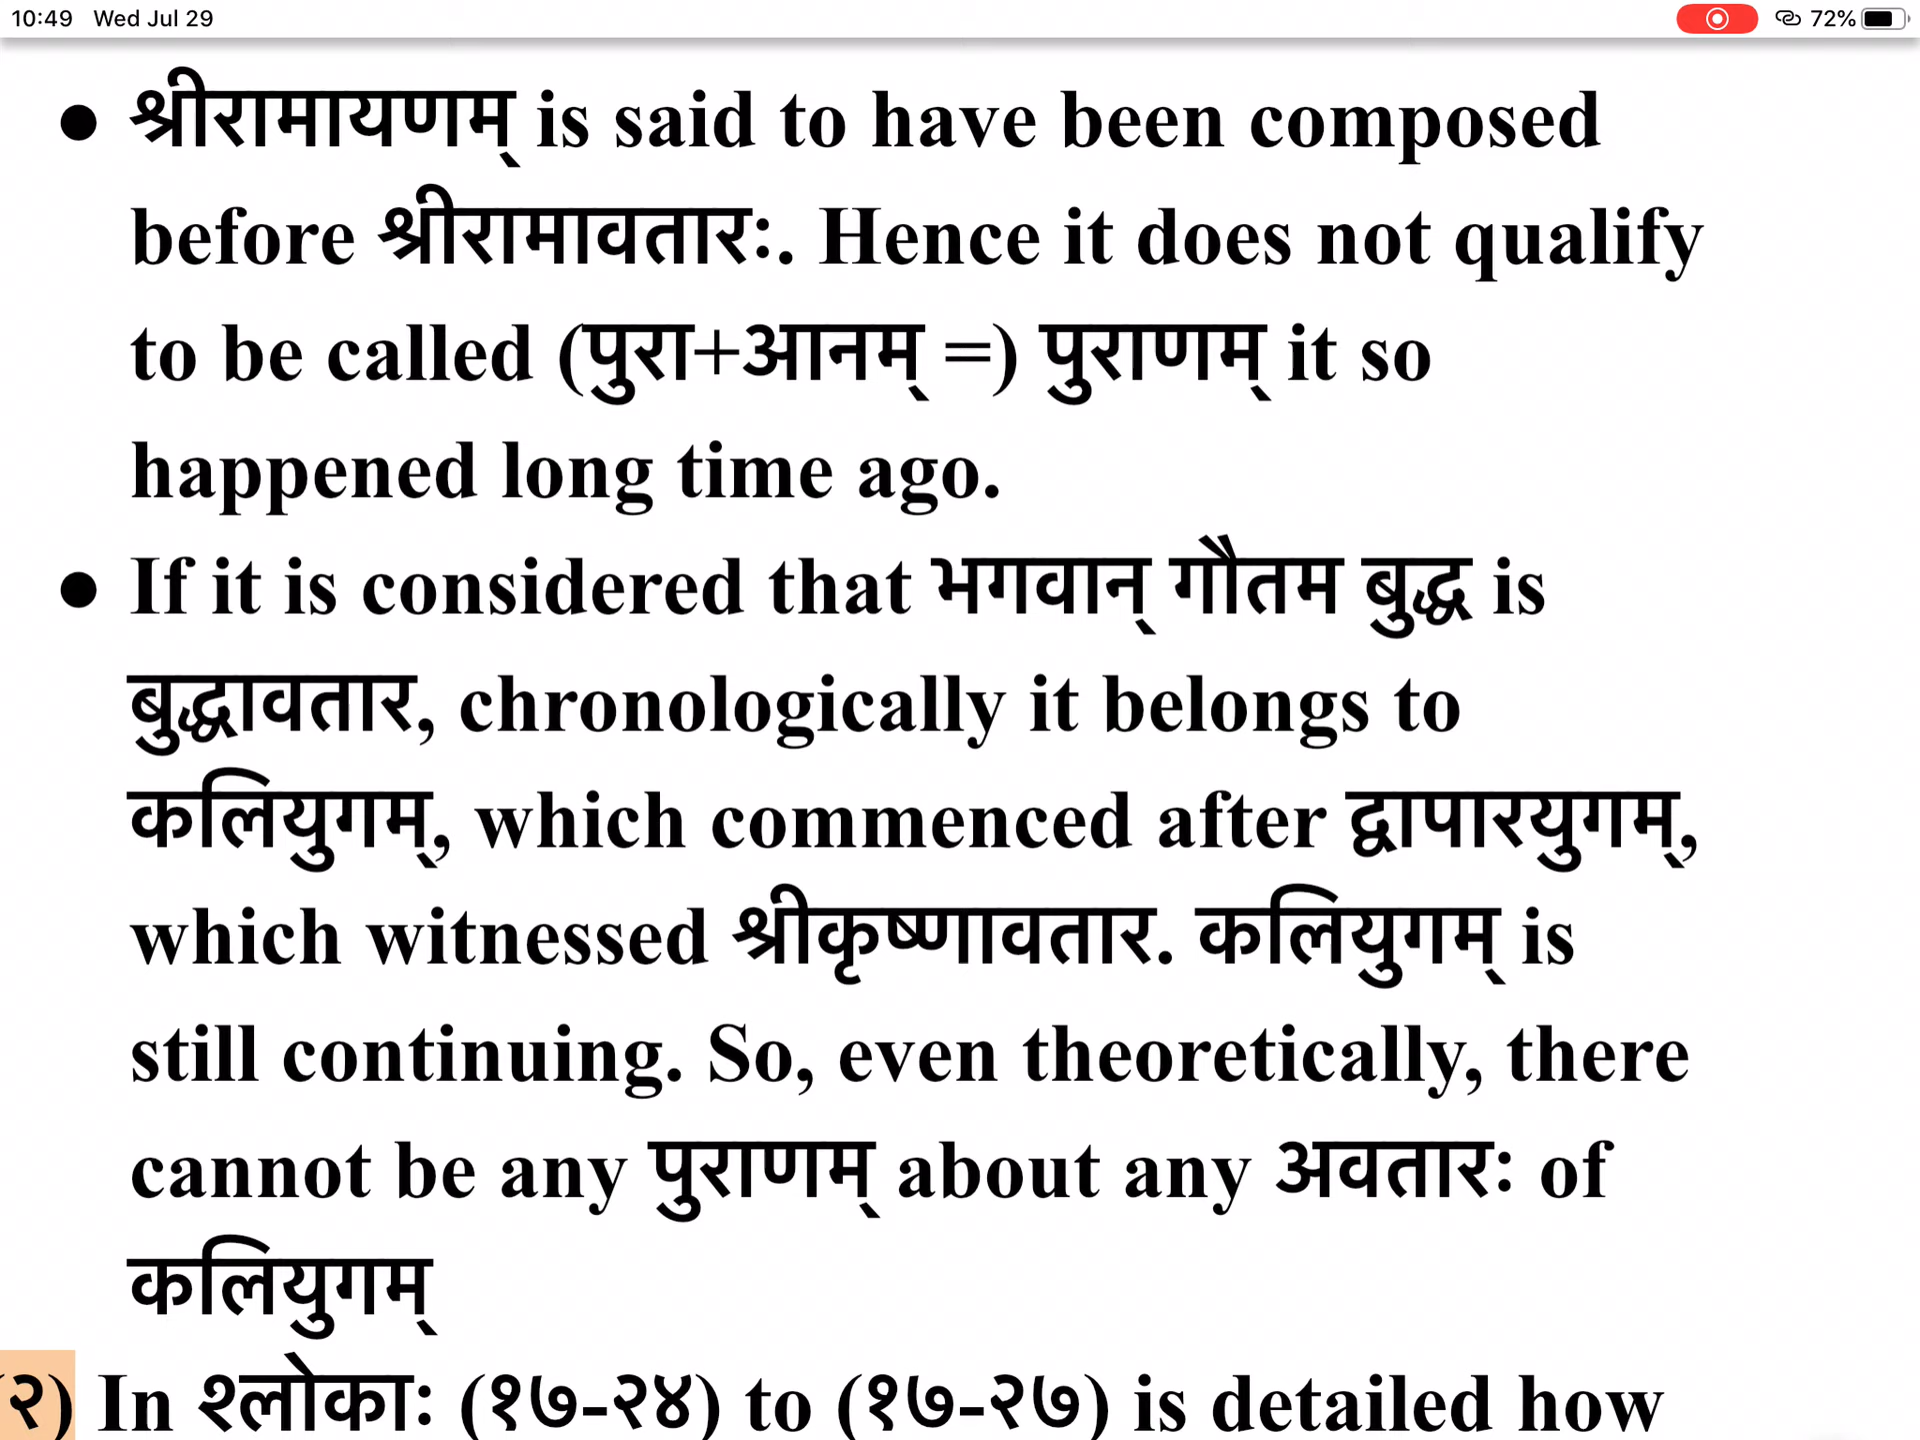 10:49 Wed Jul 29 72%
● श्रीरामायणम् is said to have been composed
before श्रीरामावतारः. Hence it does not qualify
to be called (पुरा+आनम् =) पुराणम् it so
happened long time ago.
● If it is considered that भगवान् गौतम बुद्ध is
बुद्धावतार, chronologically it belongs to
कलियुगम्, which commenced after द्वापारयुगम्,
which witnessed श्रीकृष्णावतार. कलियुगम् is
still continuing. So, even theoretically, there
cannot be any पुराणम् about any अवतारः of
कलियुगम्
(२) In श्लोकाः (१७-२४) to (१७-२७) is detailed how